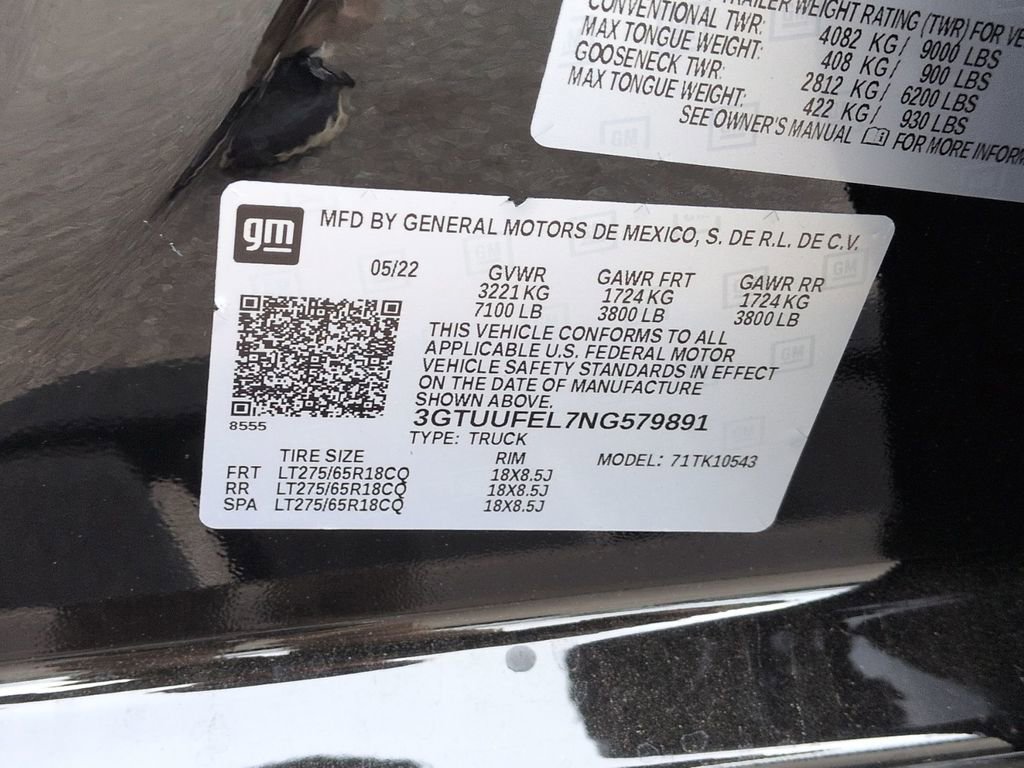 TRAILER WEIGHT RATING (TWR) FOR
CONVENTIONAL TWR: 4082 KG/ 9000 LBS
MAX TONGUE WEIGHT: 408 KG/ 900 LBS
GOOSENECK TWR: 2812 KG/ 6200 LBS
MAX TONGUE WEIGHT: 422 KG/ 930 LBS
SEE OWNER'S MANUAL FOR MORE
gm
MFD BY GENERAL MOTORS DE MEXICO, S. DE R.L. DE C.V.
05/22 GVWR GAWR FRT GAWR RR
3221 KG 1724 KG 1724 KG
7100 LB 3800 LB 3800 LB
THIS VEHICLE CONFORMS TO ALL
APPLICABLE U.S. FEDERAL MOTOR
VEHICLE SAFETY STANDARDS IN EFFECT
ON THE DATE OF MANUFACTURE
SHOWN ABOVE.
8555
3GTUUFEL7NG579891
TYPE: TRUCK
TIRE SIZE RIM MODEL: 71TK10543
FRT LT275/65R18CQ 18X8.5J
RR LT275/65R18CQ 18X8.5J
SPA LT275/65R18CQ 18X8.5J